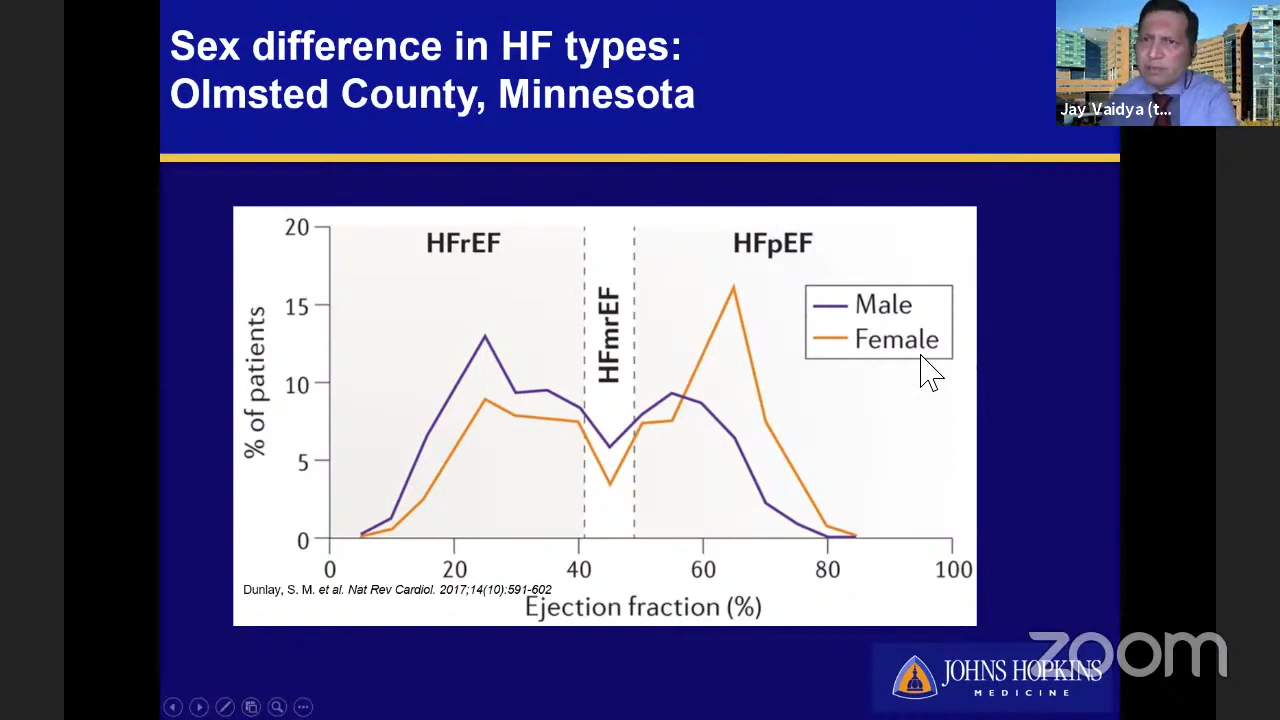 Sex difference in HF types:
Olmsted County, Minnesota
Jay Vaidya (t...
20
15
10
5
0
% of patients
HFrEF
HFmrEF
HFpEF
Male
Female
0 20 40 60 80 100
Dunlay, S. M. et al. Nat Rev Cardiol. 2017;14(10):591-602
Ejection fraction (%)
zoom
JOHNS HOPKINS
MEDICINE